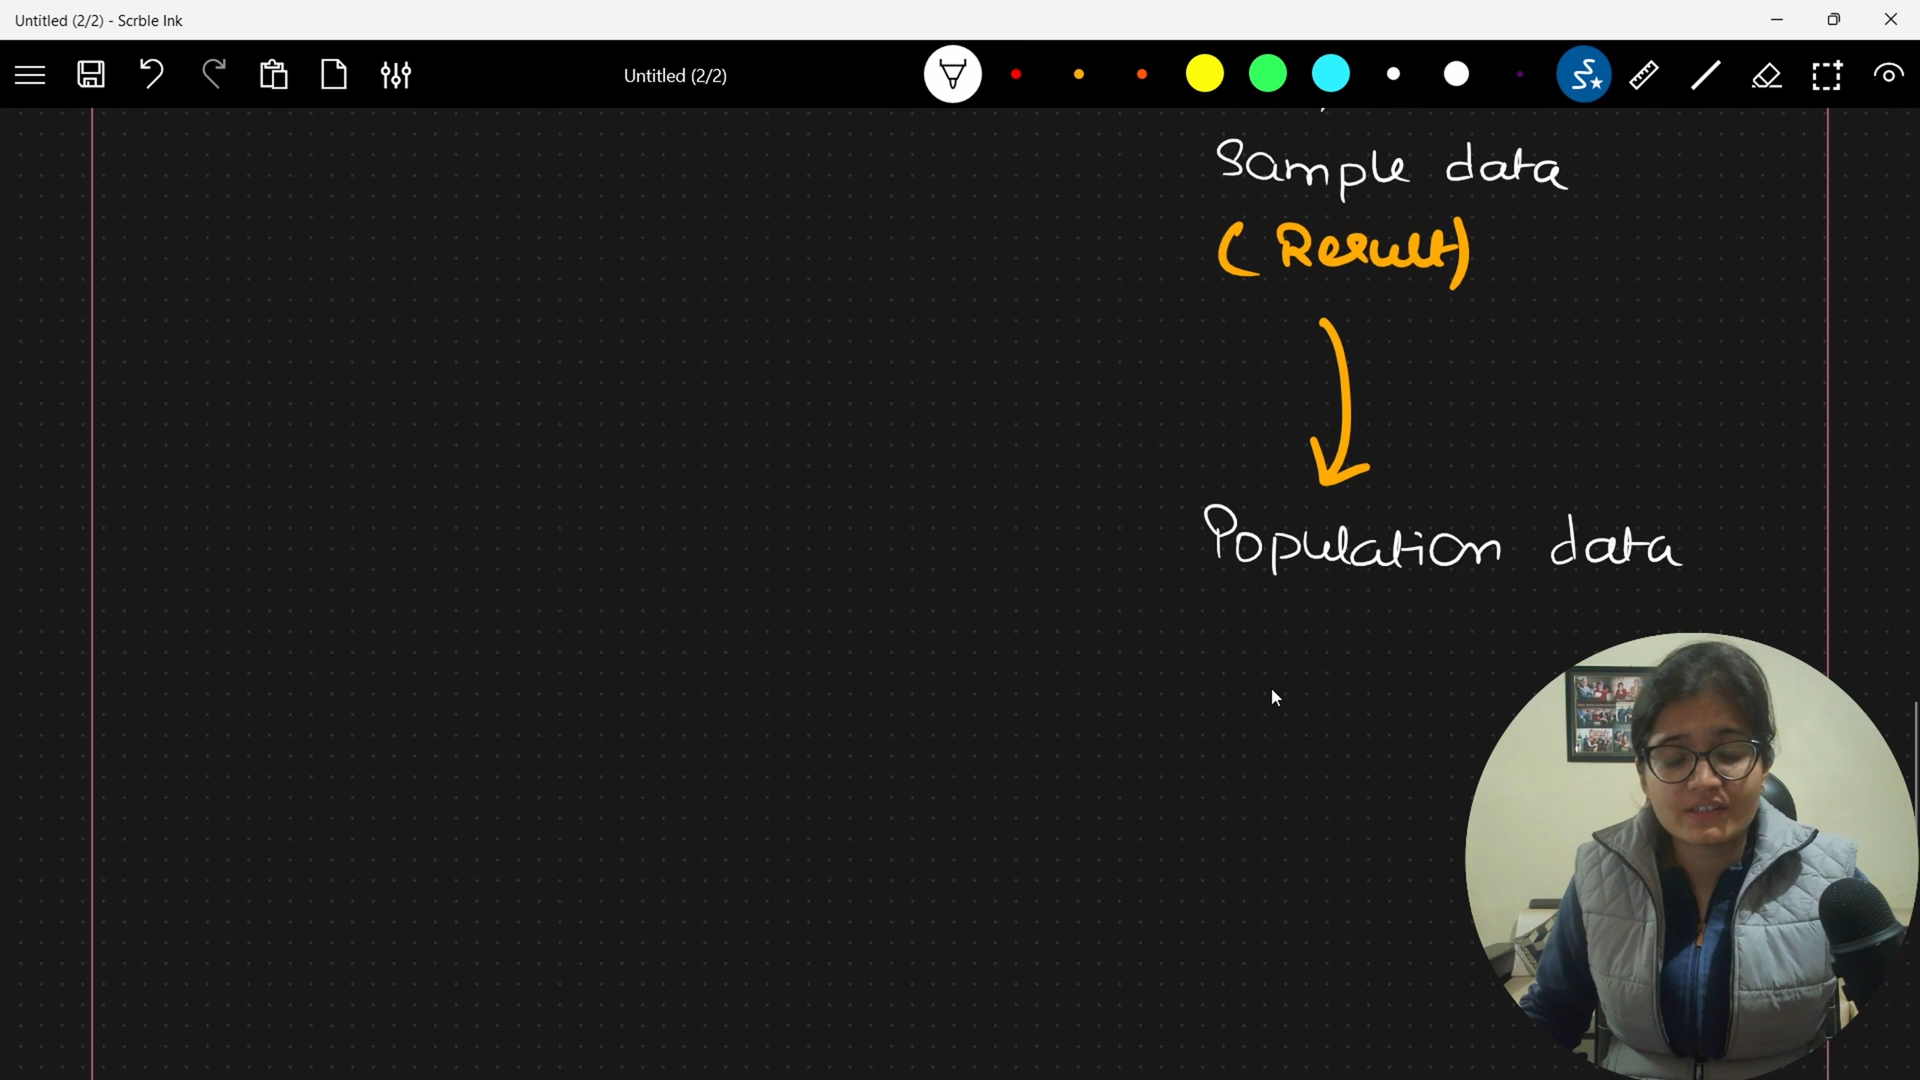 Untitled (2/2) - Scrble Ink
Untitled (2/2)
Sample data
(Result)
Population data